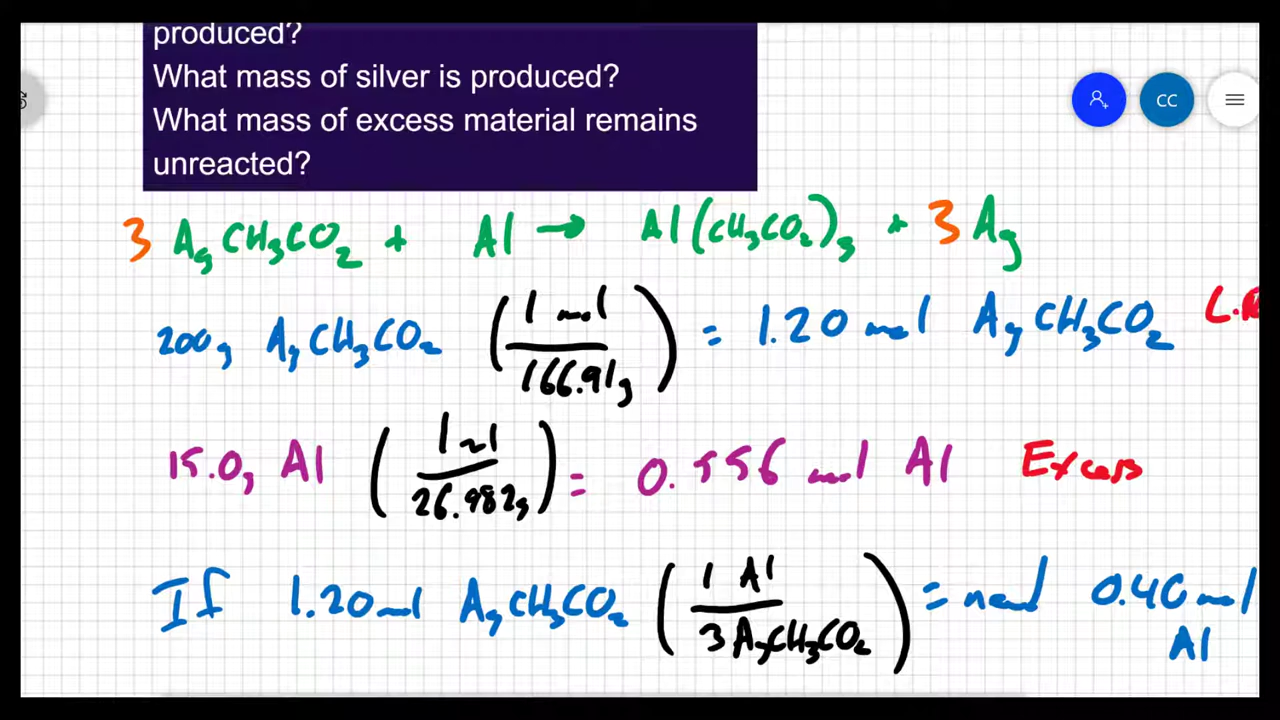 produced?
What mass of silver is produced?
What mass of excess material remains
unreacted?
CC
3 AgCH₃CO₂ + Al → Al(CH₃CO₂)₃ + 3 Ag
200g AgCH₃CO₂ (1 mol / 166.91g) = 1.20 mol AgCH₃CO₂ L.R
15.0g Al (1 mol / 26.982g) = 0.556 mol Al Excess
If 1.20 mol AgCH₃CO₂ (1 Al / 3 AgCH₃CO₂) = need 0.40 mol
Al